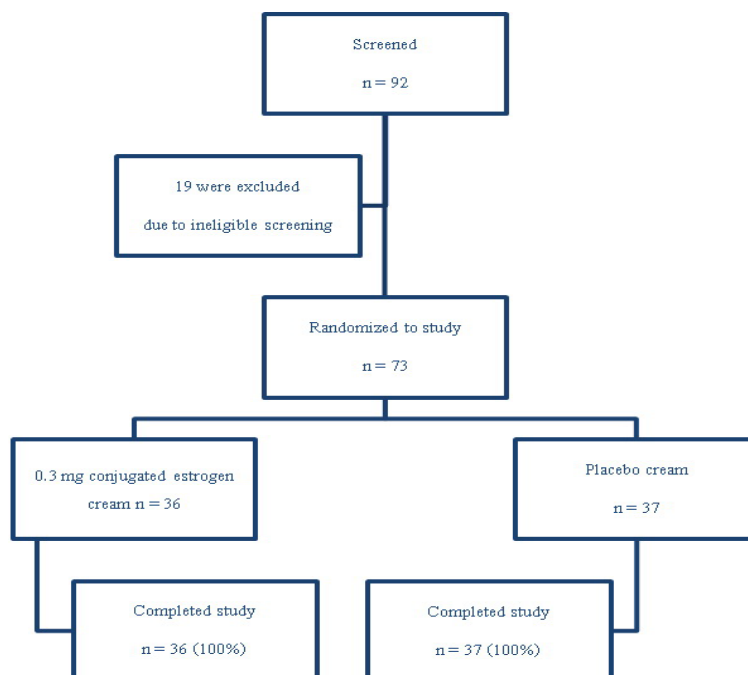 Screened
n = 92
19 were excluded
due to ineligible screening
Randomized to study
n = 73
0.3 mg conjugated estrogen
cream n = 36
Placebo cream
n = 37
Completed study
n = 36 (100%)
Completed study
n = 37 (100%)